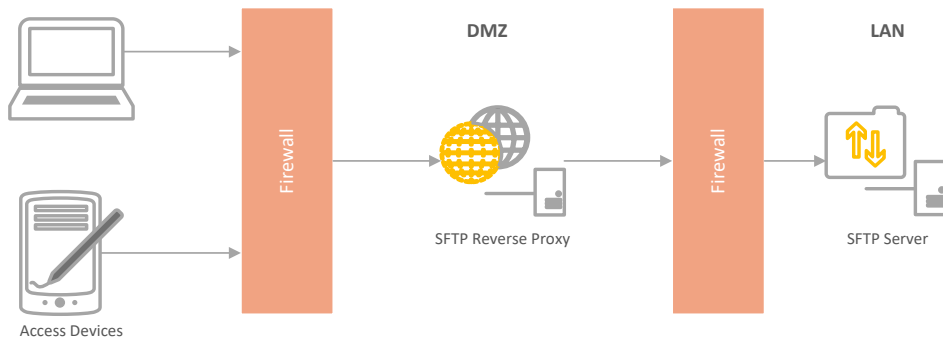 DMZ
LAN
Firewall
Firewall
SFTP Reverse Proxy
SFTP Server
Access Devices